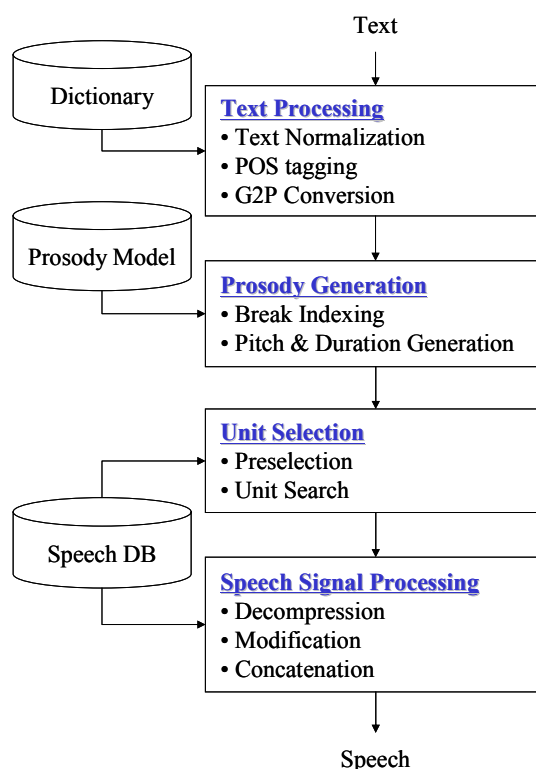 Text
Dictionary
Text Processing
• Text Normalization
• POS tagging
• G2P Conversion
Prosody Model
Prosody Generation
• Break Indexing
• Pitch & Duration Generation
Unit Selection
• Preselection
• Unit Search
Speech DB
Speech Signal Processing
• Decompression
• Modification
• Concatenation
Speech